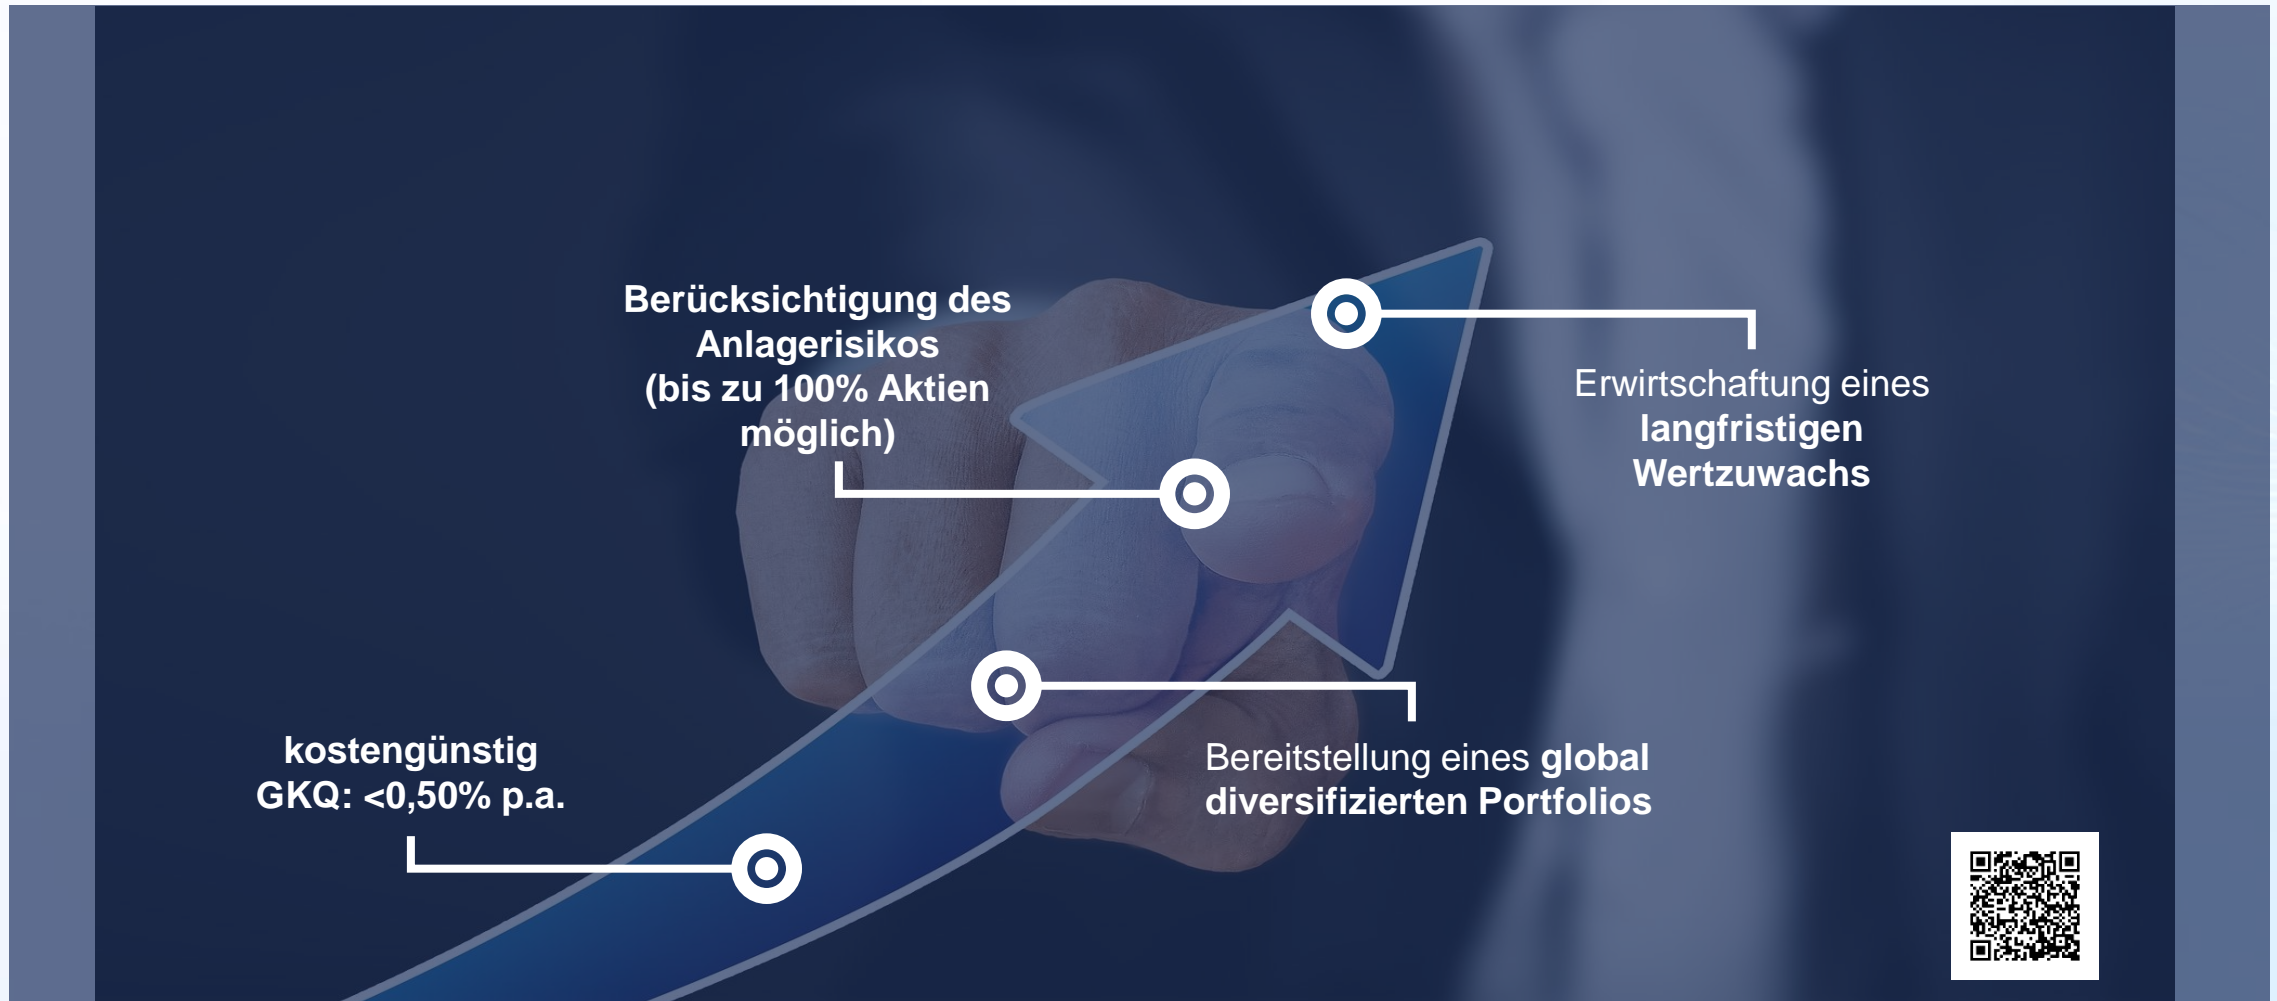 Berücksichtigung des
Anlagerisikos
(bis zu 100% Aktien
möglich)
Erwirtschaftung eines
langfristigen
Wertzuwachs
kostengünstig
GKQ: <0,50% p.a.
Bereitstellung eines global
diversifizierten Portfolios